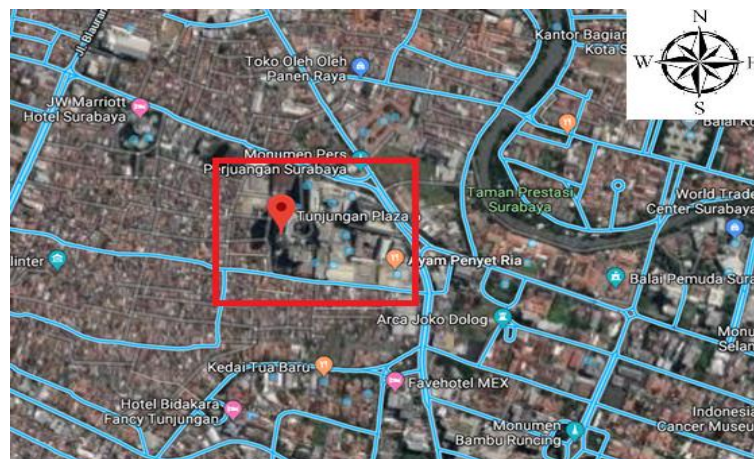 Jl. Blauran
Kantor Bagian
Kota S
Toko Oleh Oleh
Panen Raya
N
W
E
S
JW Marriott
Hotel Surabaya
Balai K
Monumen Pers
Perjuangan Surabaya
Taman Prestasi
Surabaya
World Trade
Center Surabaya
Tunjungan Plaza
linter
Ayam Penyet Ria
Balai Pemuda Sura
Arca Joko Dolog
Monu
Selam
Kedai Tua Baru
Favehotel MEX
Hotel Bidakara
Fancy Tunjungan
Monumen
Bambu Runcing
Indonesia
Cancer Museu